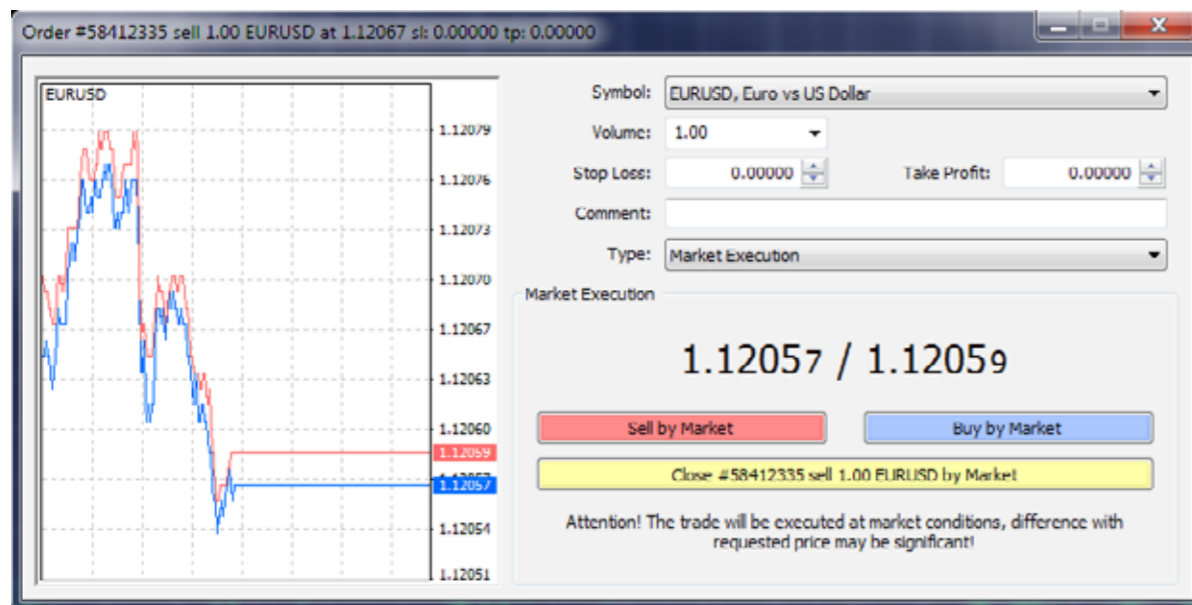 Order #58412335 sell 1.00 EURUSD at 1.12067 sl: 0.00000 tp: 0.00000
EURUSD
1.12079
1.12076
1.12073
1.12070
1.12067
1.12063
1.12060
1.12059
1.12057
1.12054
1.12051
Symbol: EURUSD, Euro vs US Dollar
Volume: 1.00
Stop Loss: 0.00000 Take Profit: 0.00000
Comment:
Type: Market Execution
Market Execution
1.12057 / 1.12059
Sell by Market Buy by Market
Close #58412335 sell 1.00 EURUSD by Market
Attention! The trade will be executed at market conditions, difference with
requested price may be significant!